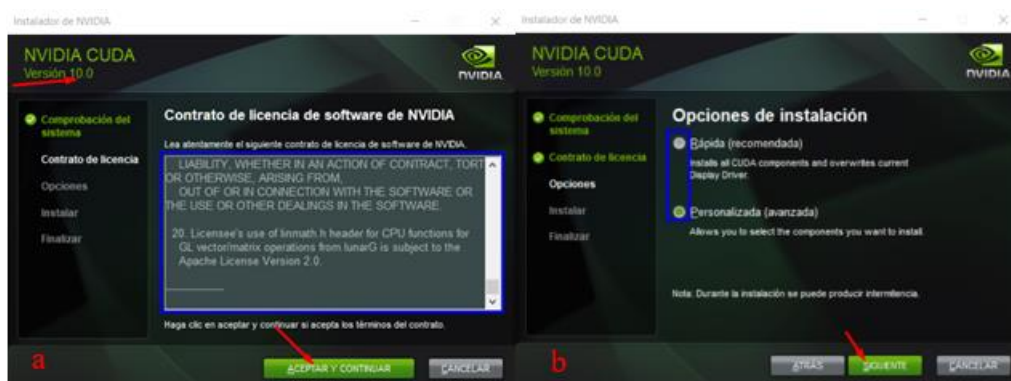 Instalador de NVIDIA
NVIDIA CUDA
Versión 10.0
NVIDIA.
Comprobación del
sistema
Contrato de licencia
Opciones
Instalar
Finalizar
Contrato de licencia de software de NVIDIA
Lea atentamente el siguiente contrato de licencia de software de NVIDIA.
LIABILITY, WHETHER IN AN ACTION OF CONTRACT, TORT
OR OTHERWISE, ARISING FROM,
OUT OF OR IN CONNECTION WITH THE SOFTWARE OR
THE USE OR OTHER DEALINGS IN THE SOFTWARE.
20. Licensee's use of linmath.h header for CPU functions for
GL vector/matrix operations from lunarG is subject to the
Apache License Version 2.0.
Haga clic en aceptar y continuar si acepta los términos del contrato.
a
ACEPTAR Y CONTINUAR
CANCELAR
Instalador de NVIDIA
NVIDIA CUDA
Versión 10.0
NVIDIA.
Comprobación del
sistema
Contrato de licencia
Opciones
Instalar
Finalizar
Opciones de instalación
Rápida (recomendada)
Installs all CUDA components and overwrites current
Display Driver.
Personalizada (avanzada)
Allows you to select the components you want to install.
Nota: Durante la instalación se puede producir intermitencia.
b
ATRÁS
SIGUIENTE
CANCELAR